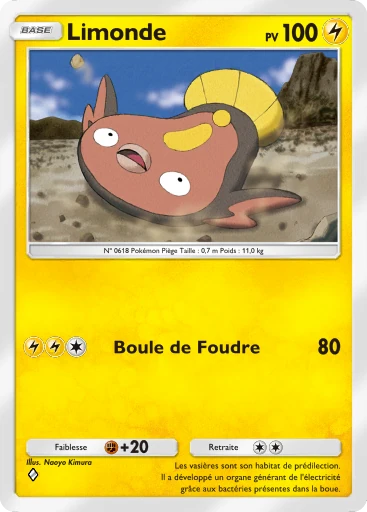 BASE Limonde PV 100
N° 0618 Pokémon Piège Taille : 0,7 m Poids : 11,0 kg
Boule de Foudre 80
Faiblesse +20 Retraite
Illus. Naoyo Kimura
Les vasières sont son habitat de prédilection.
Il a développé un organe générant de l'électricité
grâce aux bactéries présentes dans la boue.